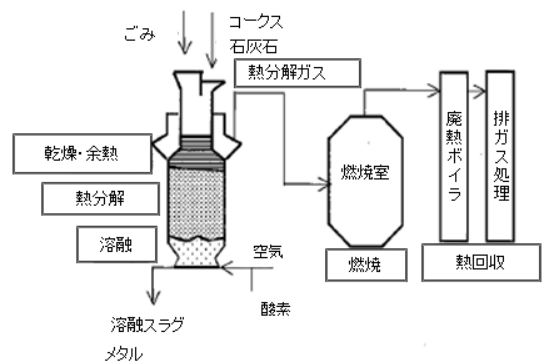 ごみ
コークス
石灰石
熱分解ガス
乾燥・余熱
熱分解
溶融
空気
酸素
溶融スラグ
メタル
燃焼室
燃焼
廃熱ボイラ
排ガス処理
熱回収